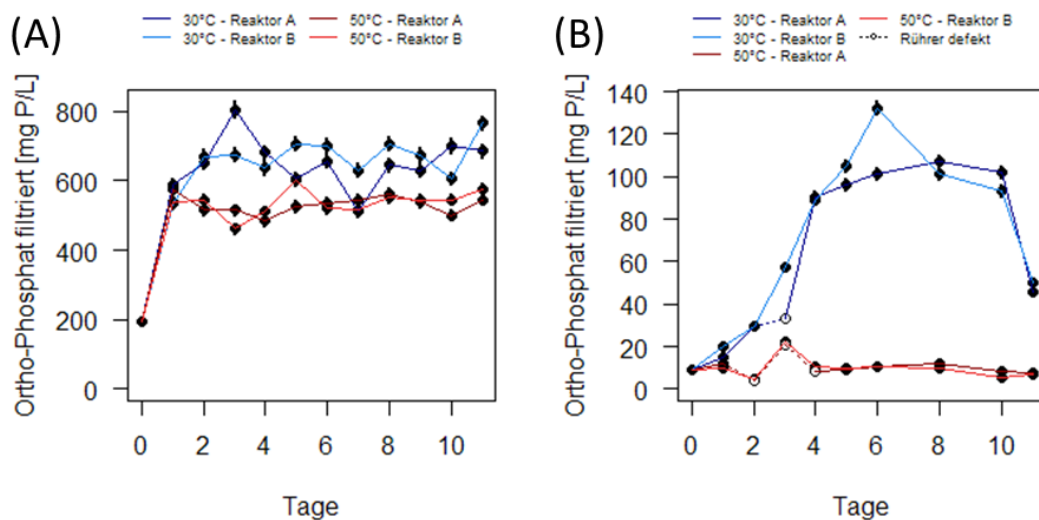 (A)
30°C - Reaktor A
30°C - Reaktor B
50°C - Reaktor A
50°C - Reaktor B
Ortho-Phosphat filtriert [mg P/L]
800
600
400
200
0
0 2 4 6 8 10
Tage
(B)
30°C - Reaktor A
30°C - Reaktor B
50°C - Reaktor A
50°C - Reaktor B
Rührer defekt
Ortho-Phosphat filtriert [mg P/L]
140
120
100
80
60
40
20
0
0 2 4 6 8 10
Tage